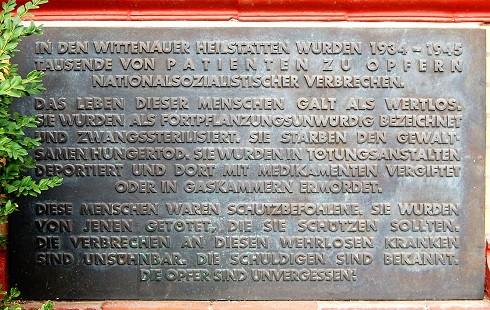 IN DEN WITTENAUER HEILSTÄTTEN WURDEN 1934 – 1945
TAUSENDE VON PATIENTEN ZU OPFERN
NATIONALSOZIALISTISCHER VERBRECHEN.
DAS LEBEN DIESER MENSCHEN GALT ALS WERTLOS.
SIE WURDEN ALS FORTPFLANZUNGSUNWÜRDIG BEZEICHNET
UND ZWANGSSTERILISIERT. SIE STARBEN DEN GEWALT-
SAMEN HUNGERTOD. SIE WURDEN IN TÖTUNGSANSTALTEN
DEPORTIERT UND DORT MIT MEDIKAMENTEN VERGIFTET
ODER IN GASKAMMERN ERMORDET.
DIESE MENSCHEN WAREN SCHUTZBEFOHLENE. SIE WURDEN
VON JENEN GETÖTET, DIE SIE SCHÜTZEN SOLLTEN.
DIE VERBRECHEN AN DIESEN WEHRLOSEN KRANKEN
SIND UNSÜHNBAR. DIE SCHULDIGEN SIND BEKANNT.
DIE OPFER SIND UNVERGESSEN!